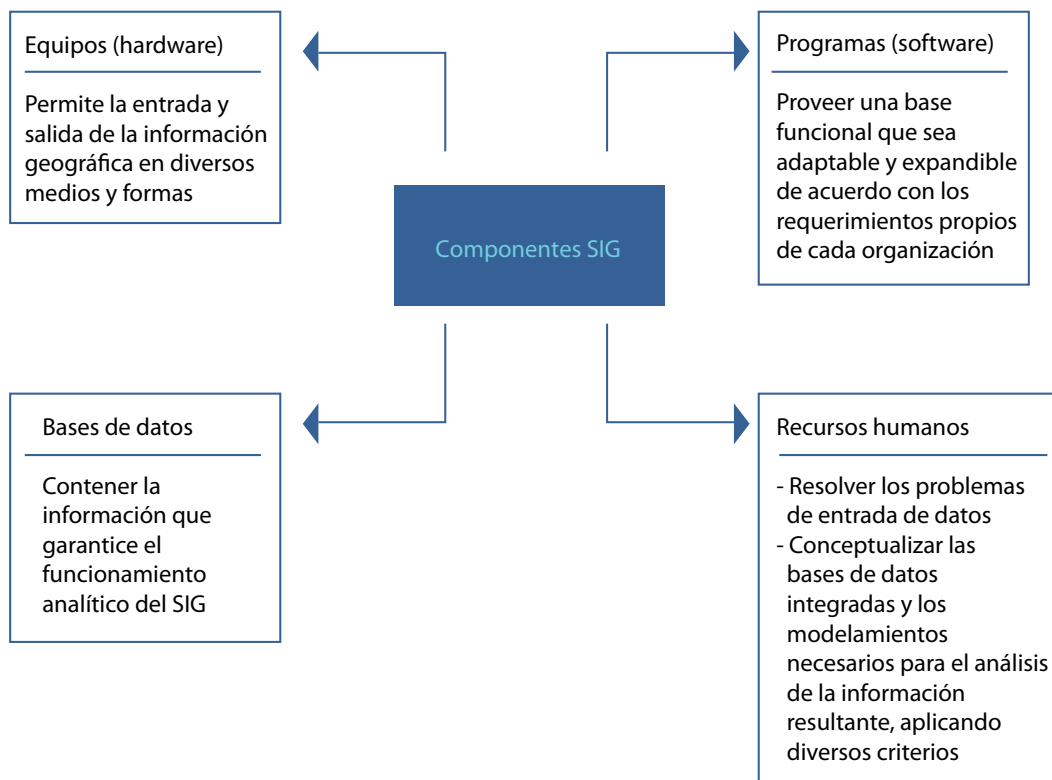 Equipos (hardware)
Permite la entrada y
salida de la información
geográfica en diversos
medios y formas
Programas (software)
Proveer una base
funcional que sea
adaptable y expandible
de acuerdo con los
requerimientos propios
de cada organización
Componentes SIG
Bases de datos
Contener la
información que
garantice el
funcionamiento
analítico del SIG
Recursos humanos
- Resolver los problemas
de entrada de datos
- Conceptualizar las
bases de datos
integradas y los
modelamientos
necesarios para el análisis
de la información
resultante, aplicando
diversos criterios